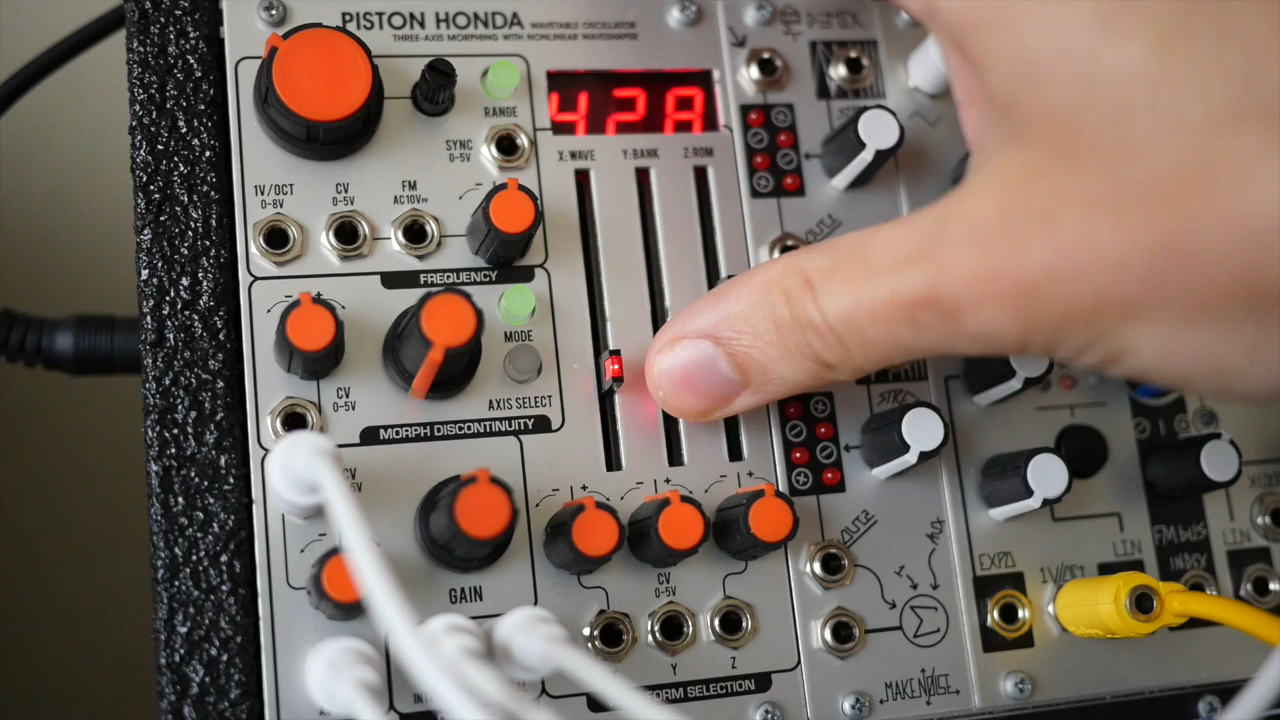 PISTON HONDA WAVETABLE OSCILLATOR
THREE-AXIS MORPHING WITH NONLINEAR WAVESHAPER
42A
RANGE
SYNC
0-5V
X:WAVE Y:BANK Z:ROM
1V/OCT
0-8V
CV
0-5V
FM
AC10Vpp
FREQUENCY
MODE
AXIS SELECT
CV
0-5V
MORPH DISCONTINUITY
CV
GAIN
- +
- +
- +
CV
0-5V
Y
Z
FORM SELECTION
OUT2
EXPO
1V/OCT
LIN
FM BUS
INDEX
LIN
Σ
MAKENOISE